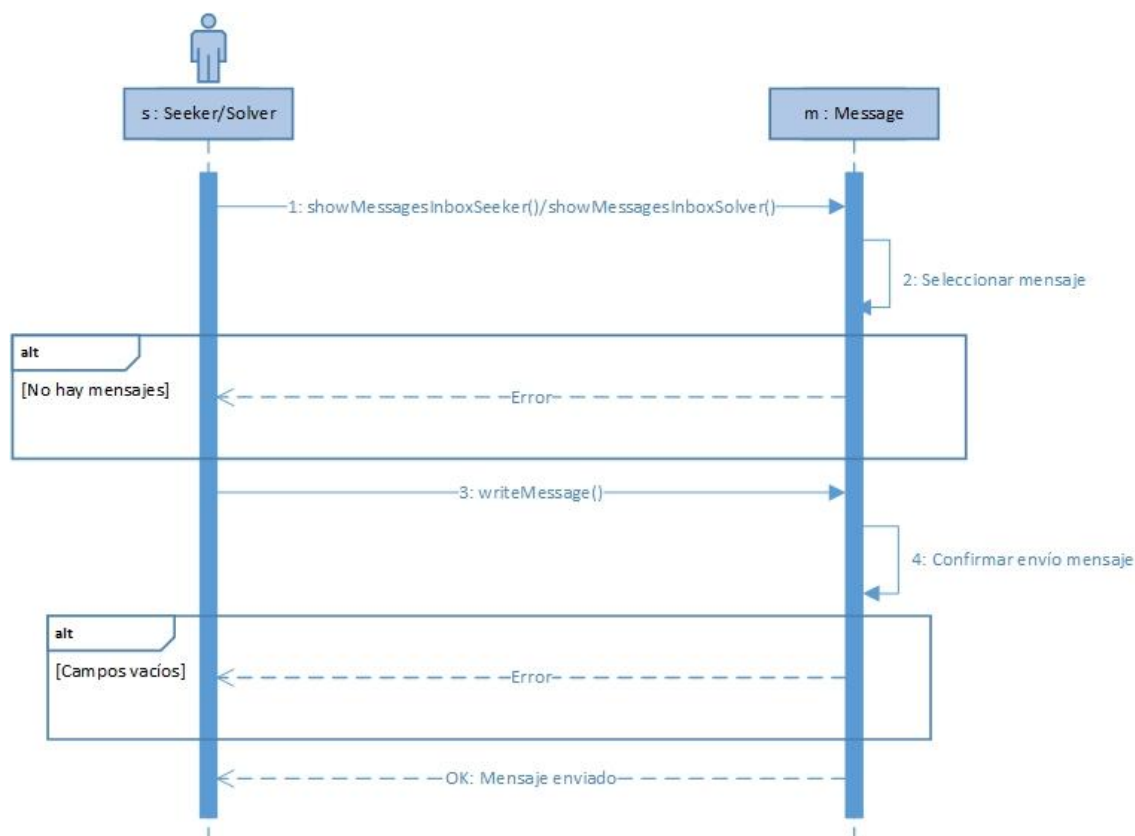 s : Seeker/Solver
m : Message
1: showMessagesInboxSeeker()/showMessagesInboxSolver()
2: Seleccionar mensaje
alt
[No hay mensajes]
Error
3: writeMessage()
4: Confirmar envío mensaje
alt
[Campos vacíos]
Error
OK: Mensaje enviado